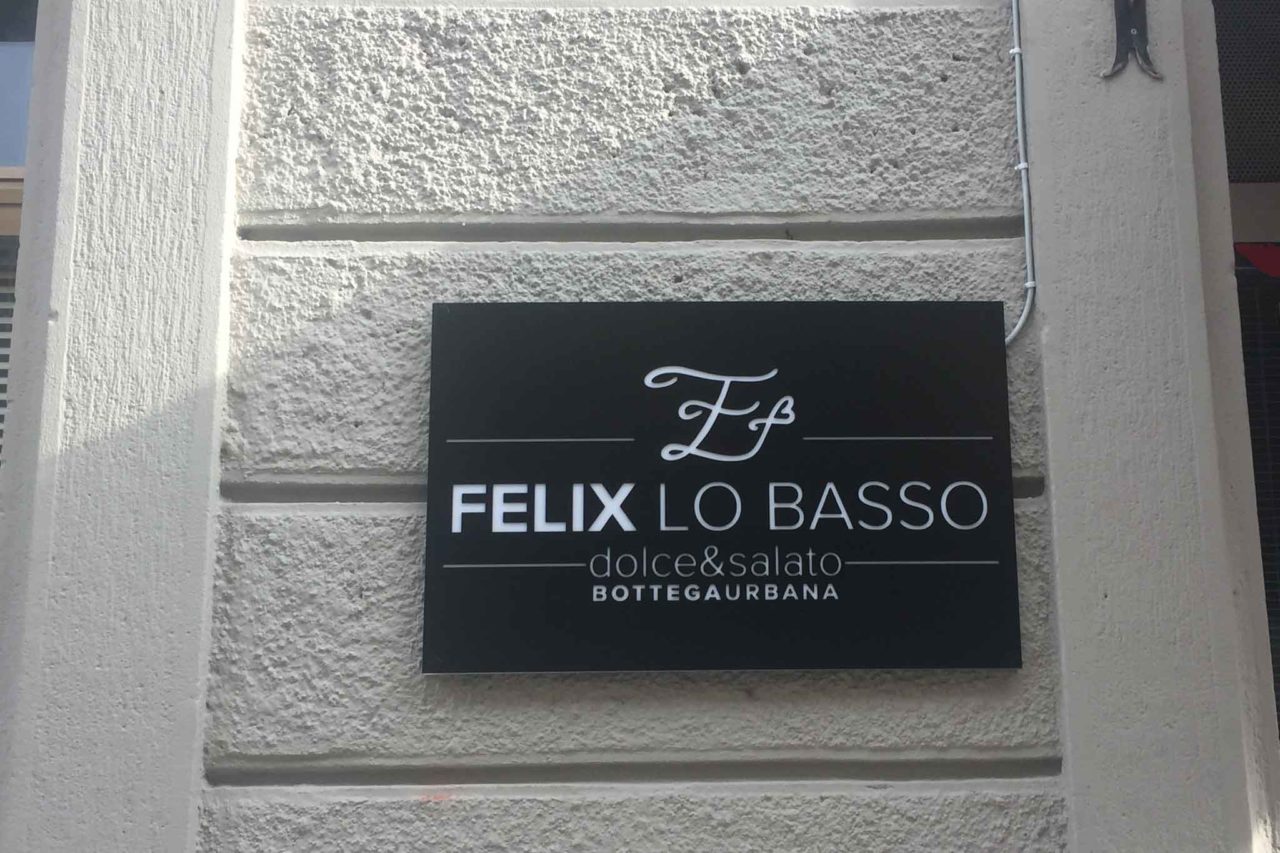 FELIX LO BASSO
dolce&salato
BOTTEGAURBANA